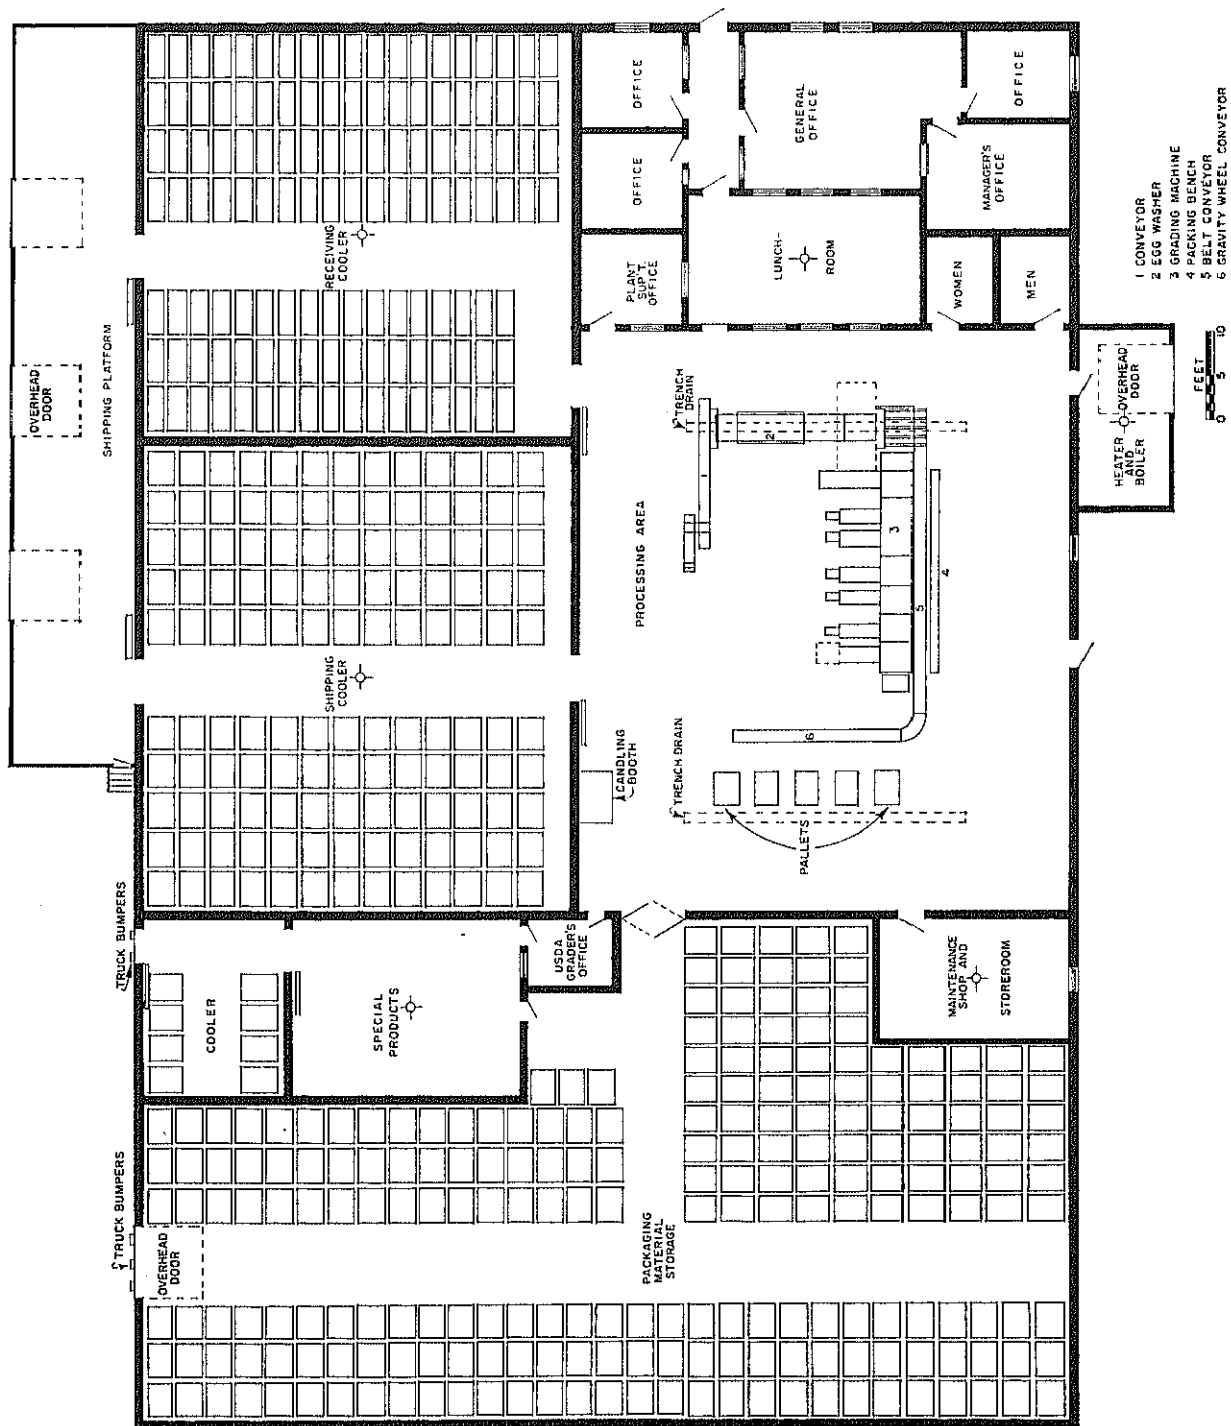 OVERHEAD
DOOR
SHIPPING PLATFORM
TRUCK BUMPERS
TRUCK BUMPERS
OVERHEAD
DOOR
RECEIVING
COOLER
SHIPPING
COOLER
COOLER
SPECIAL
PRODUCTS
USDA
GRADER'S
OFFICE
CANDLING
BOOTH
OFFICE
OFFICE
PLANT
SUP'T.
OFFICE
GENERAL
OFFICE
OFFICE
MANAGER'S
OFFICE
LUNCH-
ROOM
WOMEN
MEN
TRENCH
DRAIN
PROCESSING AREA
TRENCH DRAIN
PALLETS
1
2
3
4
5
6
MAINTENANCE
SHOP AND
STOREROOM
PACKAGING
MATERIAL
STORAGE
OVERHEAD
DOOR
HEATER
AND
BOILER
1 CONVEYOR
2 EGG WASHER
3 GRADING MACHINE
4 PACKING BENCH
5 BELT CONVEYOR
6 GRAVITY WHEEL CONVEYOR
FEET
0 5 10